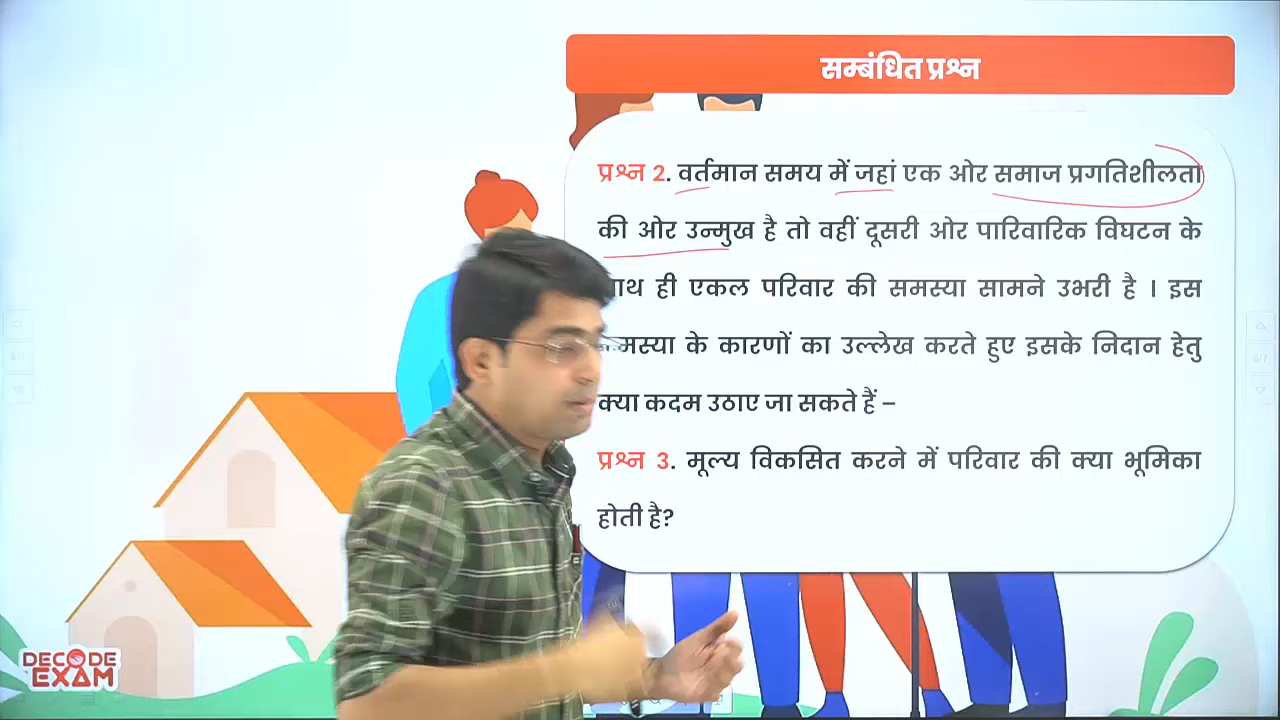 सम्बंधित प्रश्न
प्रश्न 2. वर्तमान समय में जहां एक ओर समाज प्रगतिशीलता
की ओर उन्मुख है तो वहीं दूसरी ओर पारिवारिक विघटन के
ही एकल परिवार की समस्या सामने उभरी है । इस
के कारणों का उल्लेख करते हुए इसके निदान हेतु
क्या कदम उठाए जा सकते हैं –
प्रश्न 3. मूल्य विकसित करने में परिवार की क्या भूमिका
होती है?
DECODE
EXAM